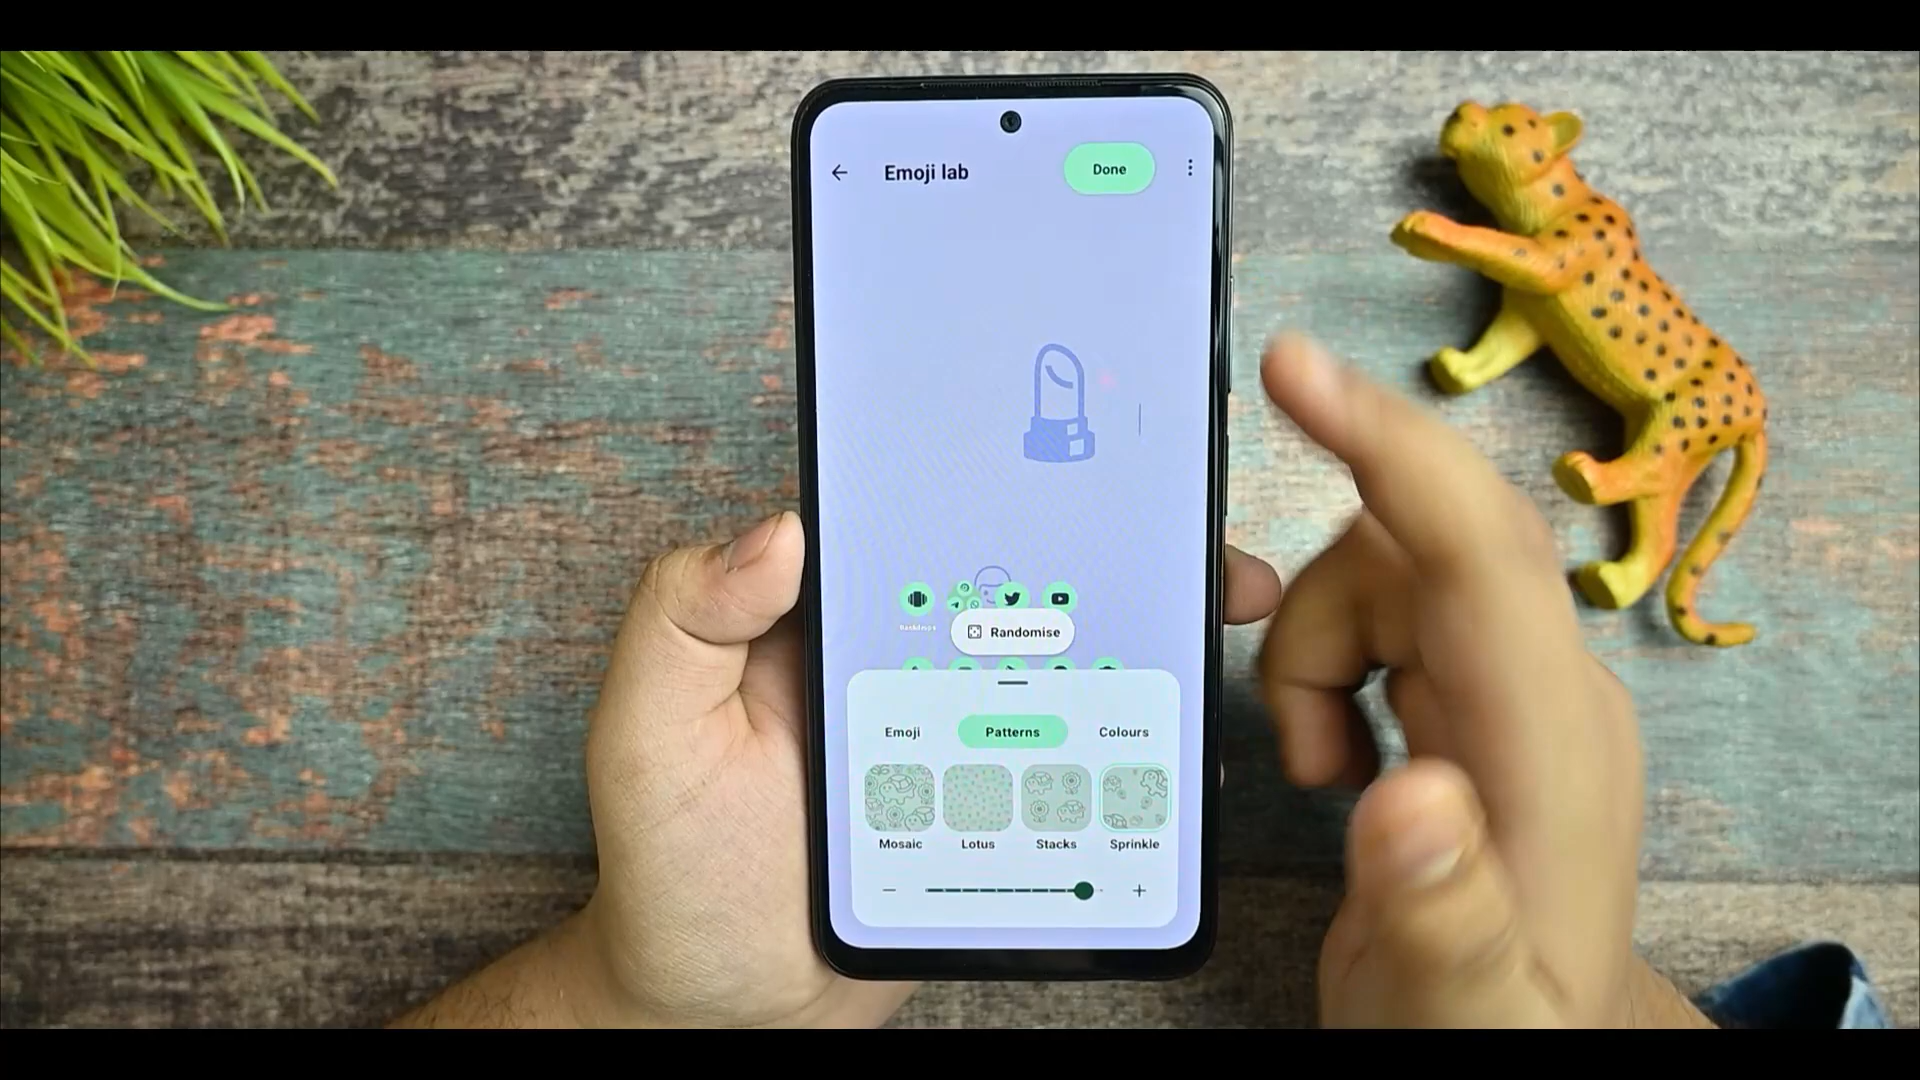 Emoji lab
Done
Randomise
Emoji
Patterns
Colours
Mosaic
Lotus
Stacks
Sprinkle